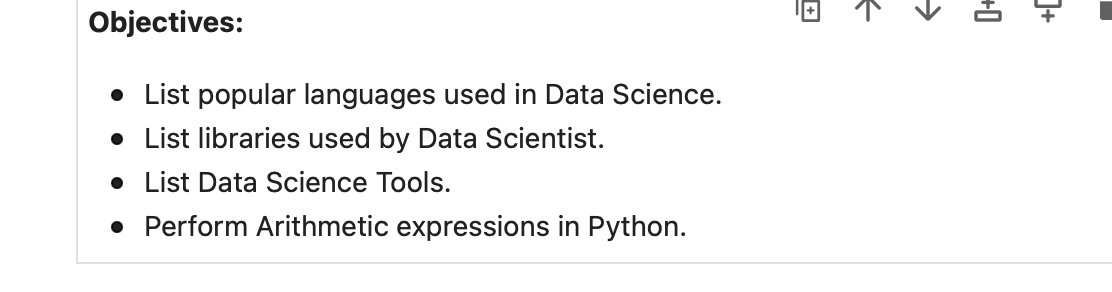 Objectives:
List popular languages used in Data Science.
List libraries used by Data Scientist.
List Data Science Tools.
Perform Arithmetic expressions in Python.